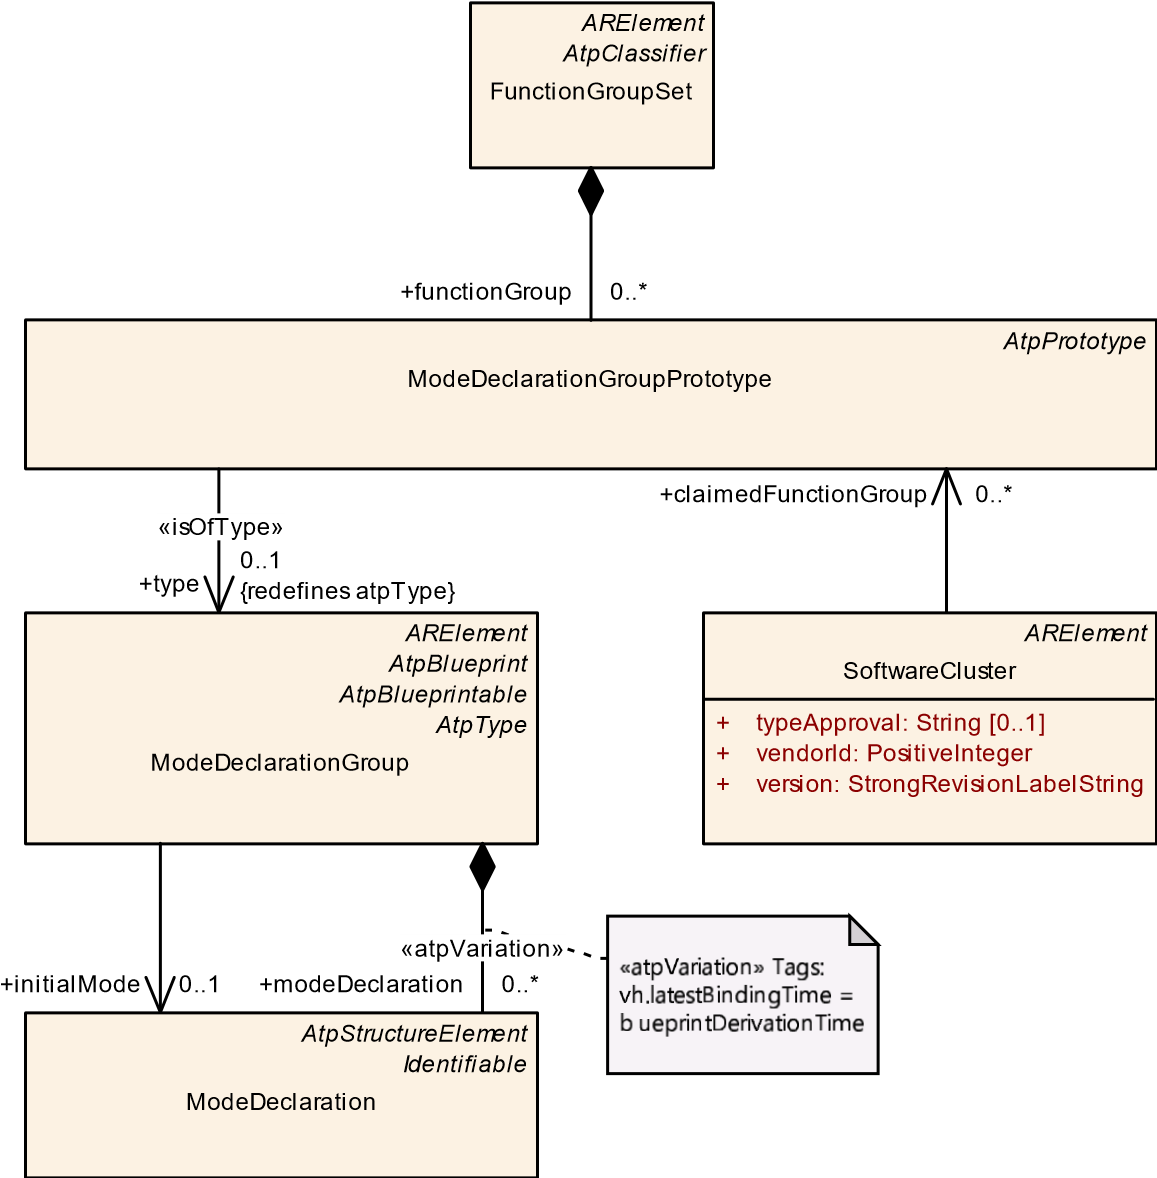 ARElement
AtpClassifier
FunctionGroupSet
+functionGroup 0..*
AtpPrototype
ModeDeclarationGroupPrototype
+claimedFunctionGroup 0..*
«isOfType»
0..1
+type {redefines atpType}
ARElement
AtpBlueprint
AtpBlueprintable
AtpType
ModeDeclarationGroup
ARElement
SoftwareCluster
+ typeApproval: String [0..1]
+ vendorId: PositiveInteger
+ version: StrongRevisionLabelString
«atpVariation»
+initialMode 0..1 +modeDeclaration 0..*
«atpVariation» Tags:
vh.latestBindingTime =
b ueprintDerivationTime
AtpStructureElement
Identifiable
ModeDeclaration